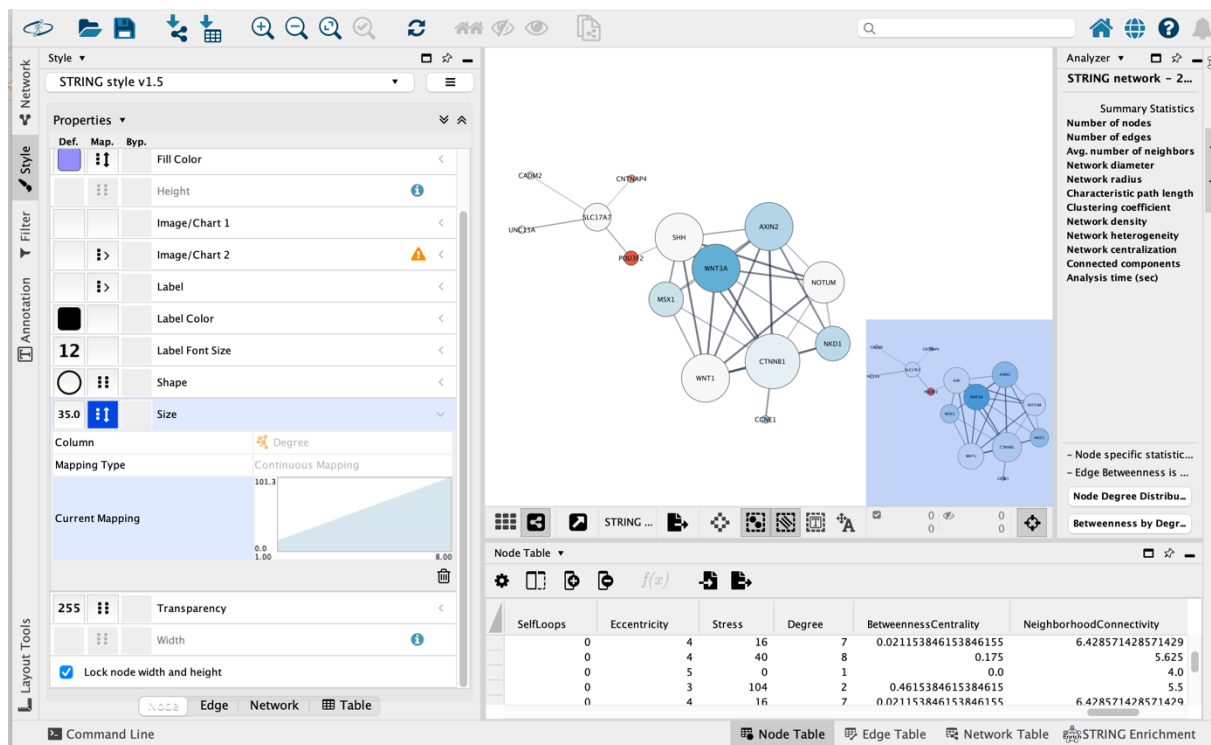 Style
STRING style v1.5
Properties
Def. Map. Byp.
Fill Color
Height
Image/Chart 1
Image/Chart 2
Label
Label Color
12 Label Font Size
Shape
35.0 Size
Column Degree
Mapping Type Continuous Mapping
Current Mapping
101.3
0.0
1.00 8.00
255 Transparency
Width
Lock node width and height
Node Edge Network Table
Network
Style
Filter
Annotation
Layout Tools
CADM2
CNTNAP4
SLC17A7
UNC13A
POU3F2
SHH
AXIN2
WNT3A
NOTUM
MSX1
NKD1
CTNNB1
WNT1
CCNE1
STRING ...
0 0
0 0
Analyzer
STRING network - 2...
Summary Statistics
Number of nodes
Number of edges
Avg. number of neighbors
Network diameter
Network radius
Characteristic path length
Clustering coefficient
Network density
Network heterogeneity
Network centralization
Connected components
Analysis time (sec)
- Node specific statistic...
- Edge Betweenness is ...
Node Degree Distribu...
Betweenness by Degr...
Node Table
f(x)
SelfLoops Eccentricity Stress Degree BetweennessCentrality NeighborhoodConnectivity
0 4 16 7 0.021153846153846155 6.428571428571429
0 4 40 8 0.175 5.625
0 5 0 1 0.0 4.0
0 3 104 2 0.4615384615384615 5.5
0 4 16 7 0.021153846153846155 6.428571428571429
Command Line
Node Table Edge Table Network Table STRING Enrichment